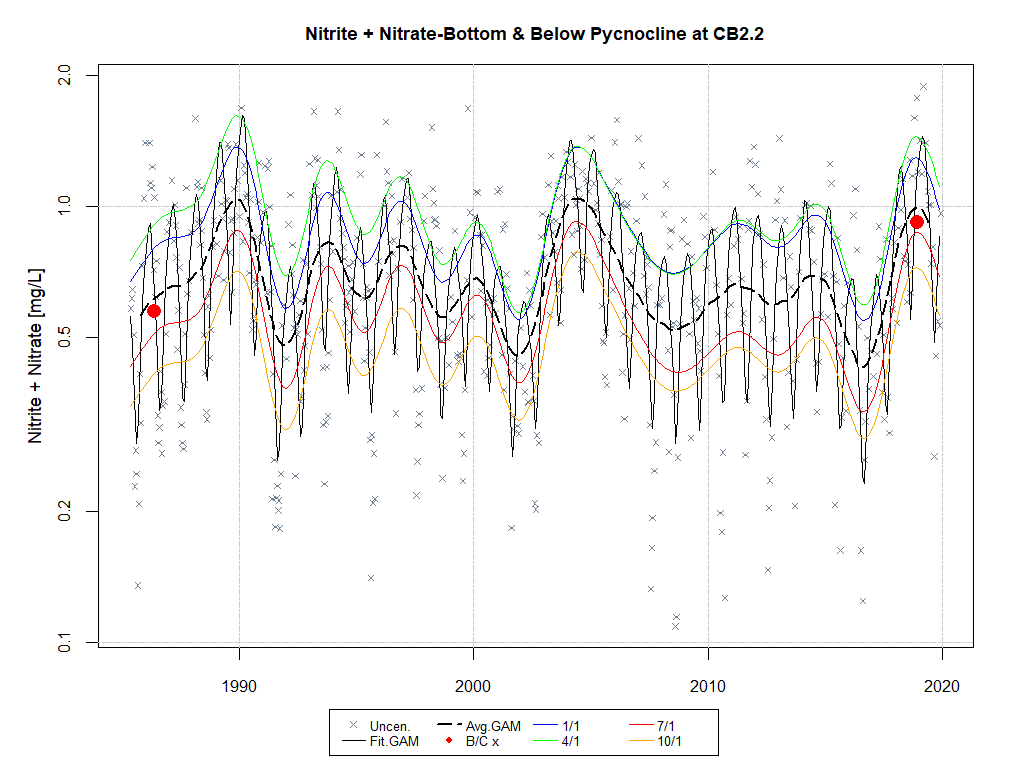 Nitrite + Nitrate-Bottom & Below Pycnocline at CB2.2
Nitrite + Nitrate [mg/L]
2.0
1.0
0.5
0.2
0.1
1990 2000 2010 2020
Uncen. Avg.GAM 1/1 7/1
Fit.GAM B/C x 4/1 10/1